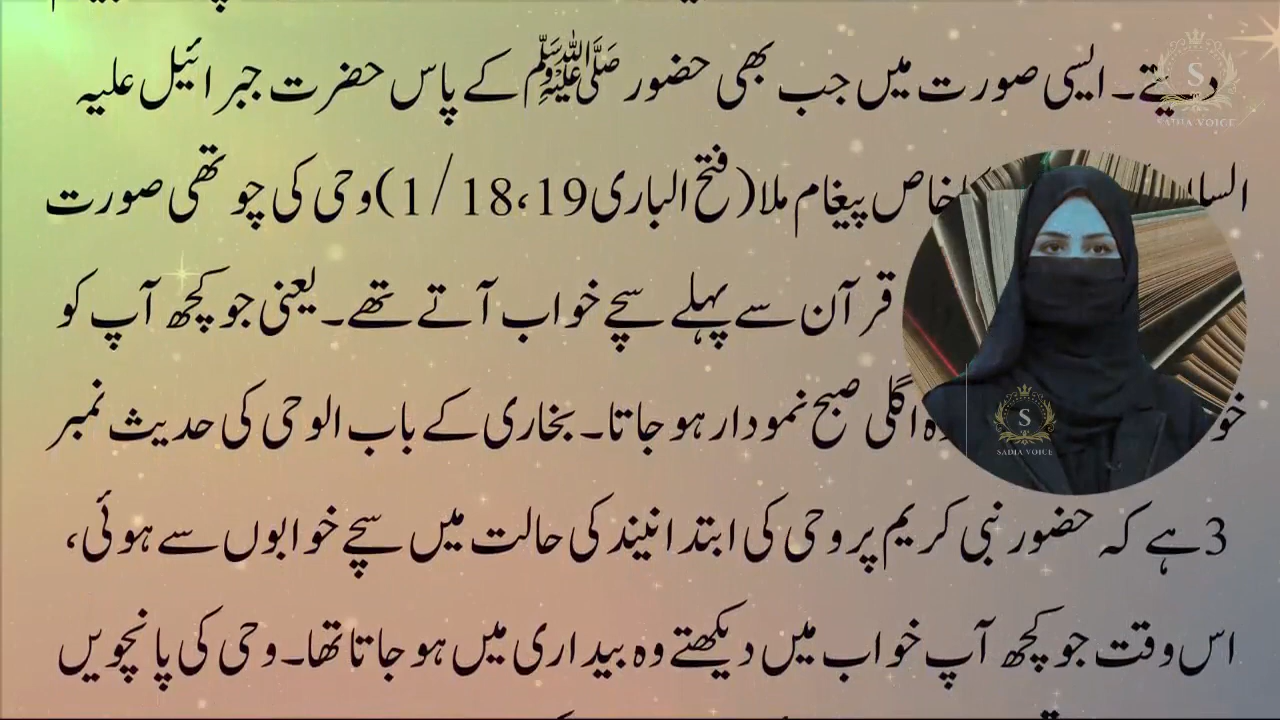 دیتے۔ ایسی صورت میں جب بھی حضور ﷺ کے پاس حضرت جبرائیل علیہ
خاص پیغام ملا (فتح الباری 18،19 /1) وحی کی چوتھی صورت
قرآن سے پہلے سچے خواب آتے تھے۔ یعنی جو کچھ آپ کو
اگلی صبح نمودار ہو جاتا۔ بخاری کے باب الوحی کی حدیث نمبر
3 ہے کہ حضور نبی کریم پر وحی کی ابتدا نیند کی حالت میں سچے خوابوں سے ہوئی،
اس وقت جو کچھ آپ خواب میں دیکھتے وہ بیداری میں ہو جاتا تھا۔ وحی کی پانچویں
S
SADIA VOICE
S
SADIA VOICE